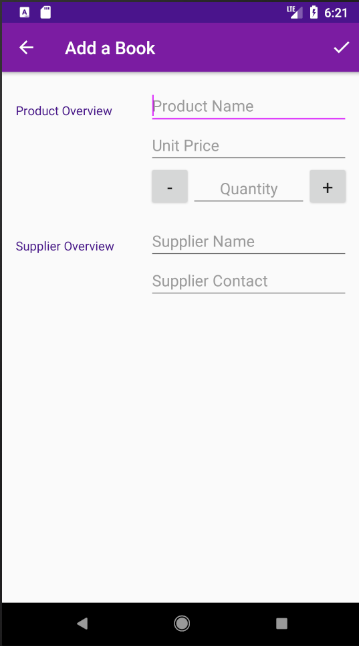 LTE 6:21
Add a Book
Product Overview
Product Name
Unit Price
- Quantity +
Supplier Overview
Supplier Name
Supplier Contact